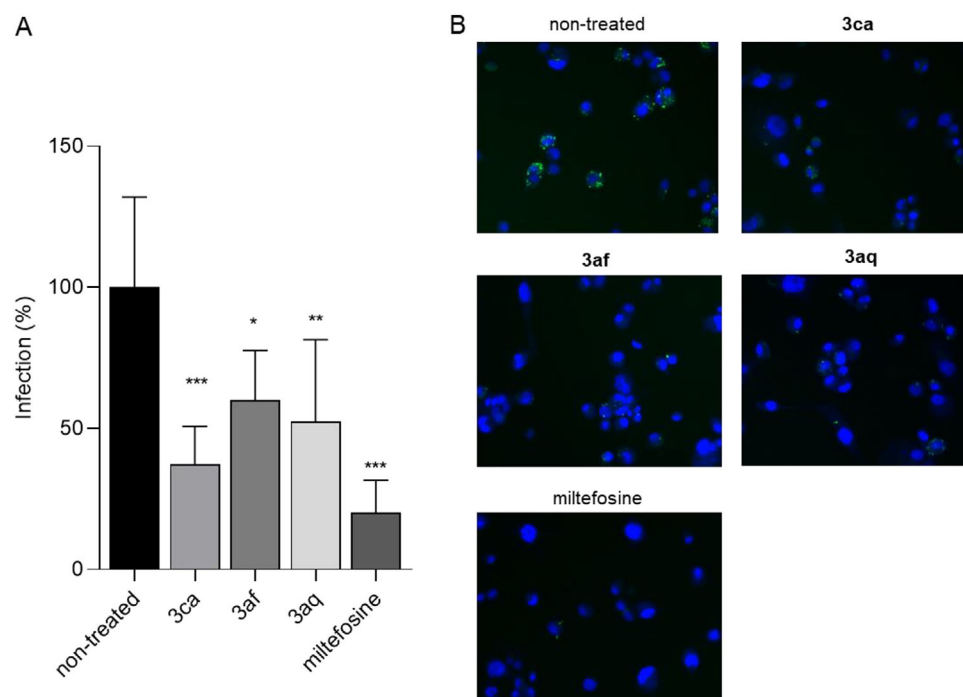 A
Infection (%)
150
100
50
0
***
*
**
***
non-treated
3ca
3af
3aq
miltefosine
B
non-treated
3ca
3af
3aq
miltefosine